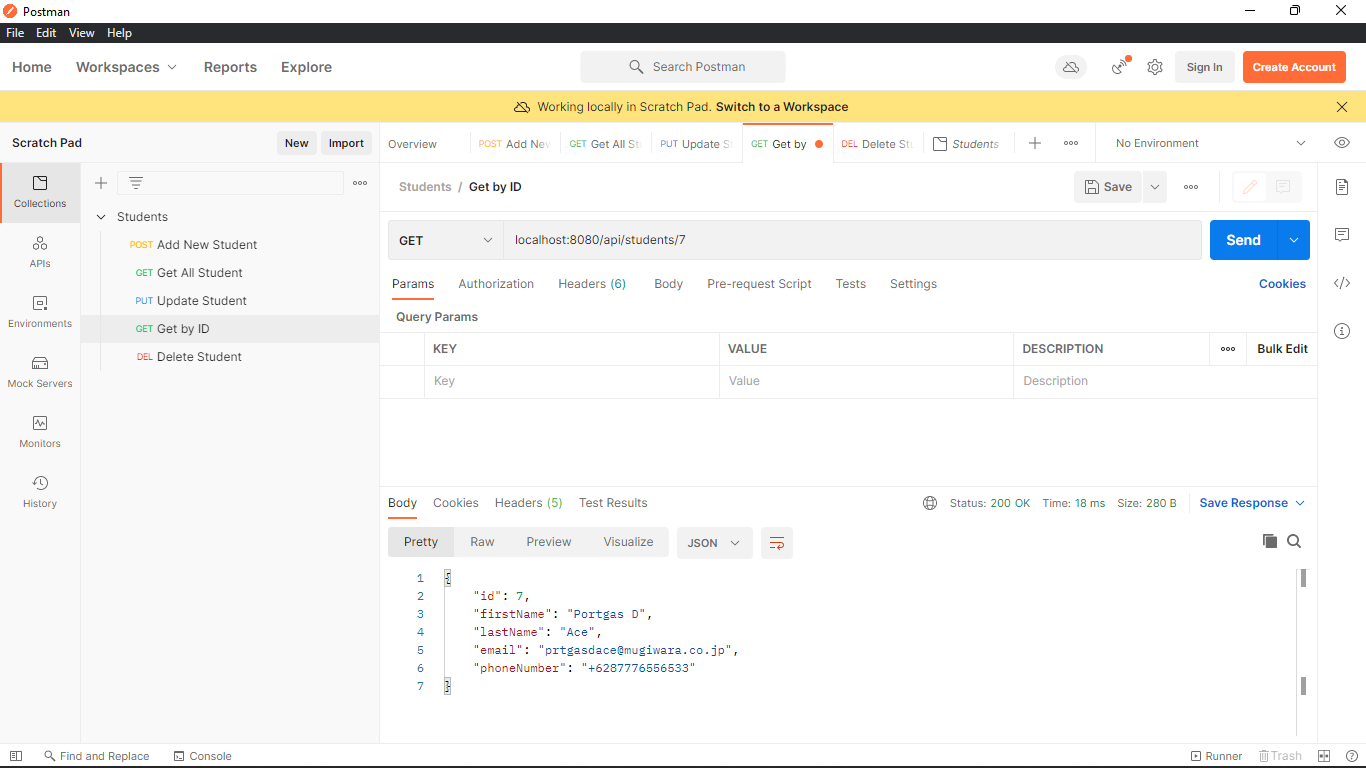 Postman
File Edit View Help
Home Workspaces Reports Explore Search Postman Sign In Create Account
Working locally in Scratch Pad. Switch to a Workspace
Scratch Pad New Import Overview POST Add New GET Get All St PUT Update S GET Get by DEL Delete St Students No Environment
Students / Get by ID Save
Collections
Students
POST Add New Student
GET Get All Student
PUT Update Student
GET Get by ID
DEL Delete Student
APIs
Environments
Mock Servers
Monitors
History
GET localhost:8080/api/students/7 Send
Params Authorization Headers (6) Body Pre-request Script Tests Settings Cookies
Query Params
KEY VALUE DESCRIPTION Bulk Edit
Key Value Description
Body Cookies Headers (5) Test Results Status: 200 OK Time: 18 ms Size: 280 B Save Response
Pretty Raw Preview Visualize JSON
1 {
2 "id": 7,
3 "firstName": "Portgas D",
4 "lastName": "Ace",
5 "email": "prtgasdace@mugiwara.co.jp",
6 "phoneNumber": "+6287776556533"
7 }
Find and Replace Console Runner Trash